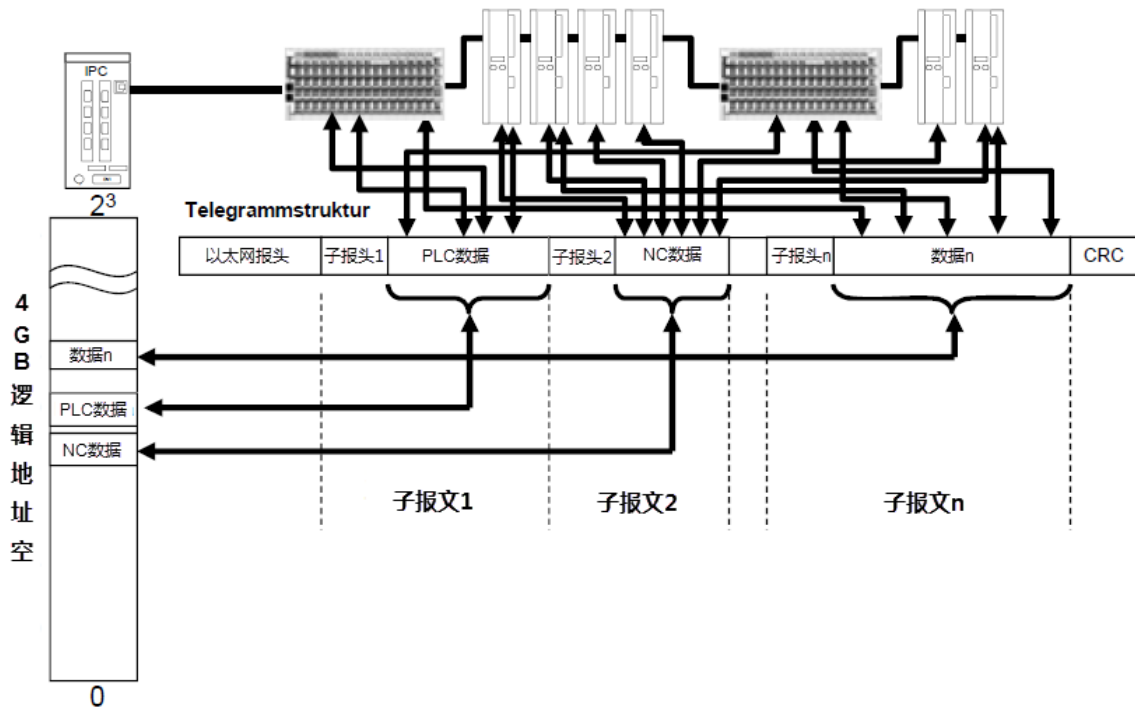 IPC
2³
Telegrammstruktur
以太网报头 子报头1 PLC数据 子报头2 NC数据 子报头n 数据n CRC
4GB逻辑地址空
数据n
PLC数据
NC数据
子报文1 子报文2 子报文n
0